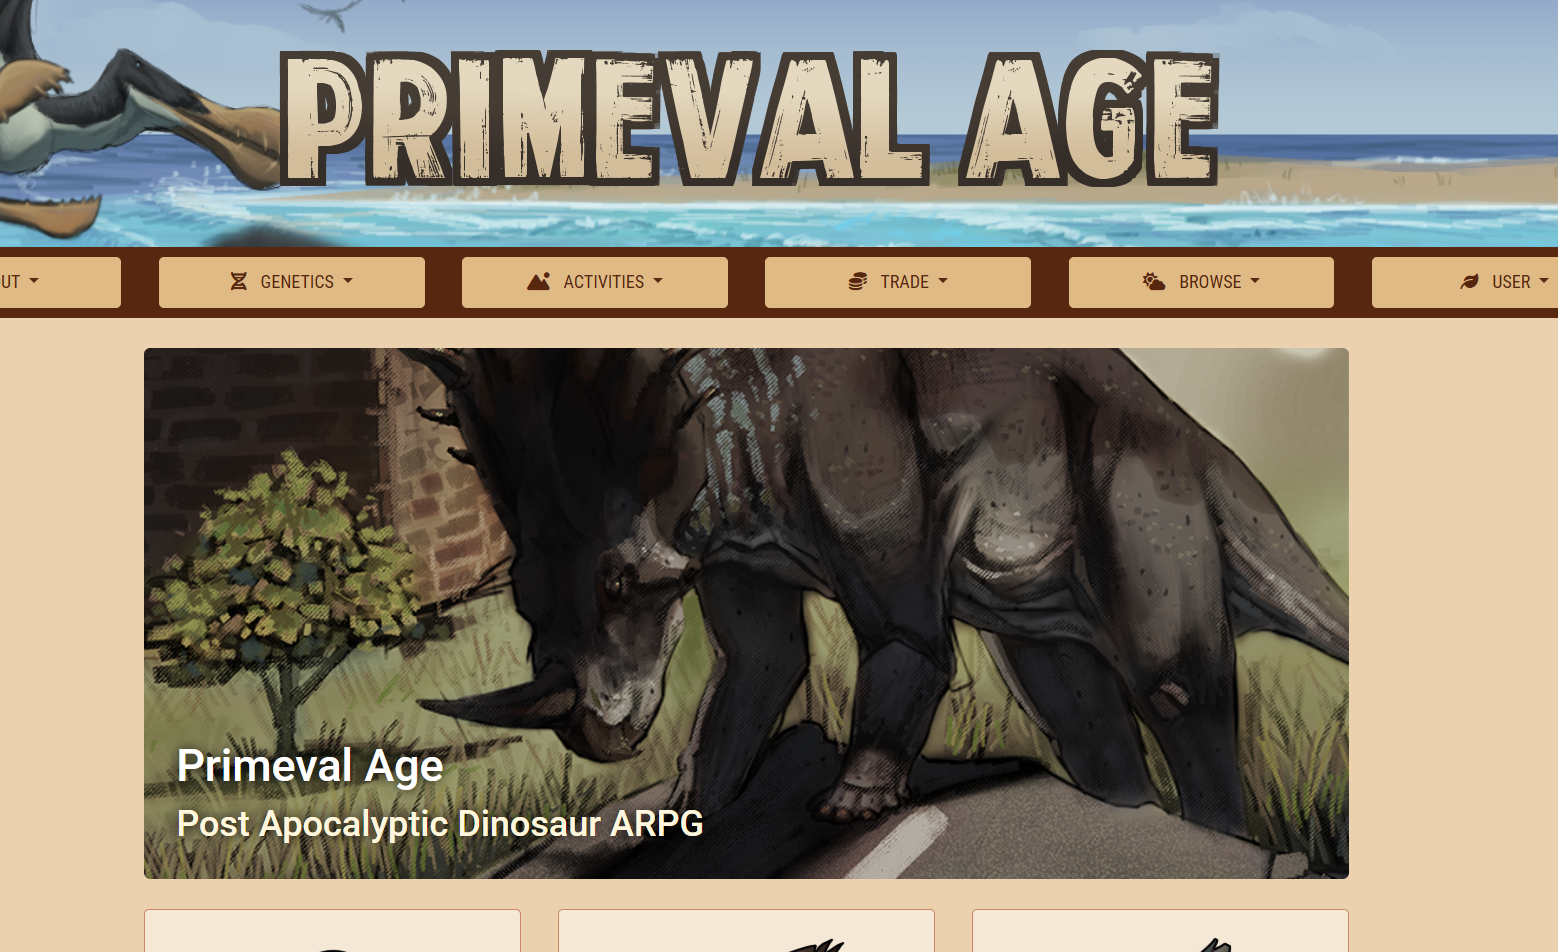 PRIMEVAL AGE
UT
GENETICS
ACTIVITIES
TRADE
BROWSE
USER
Primeval Age
Post Apocalyptic Dinosaur ARPG